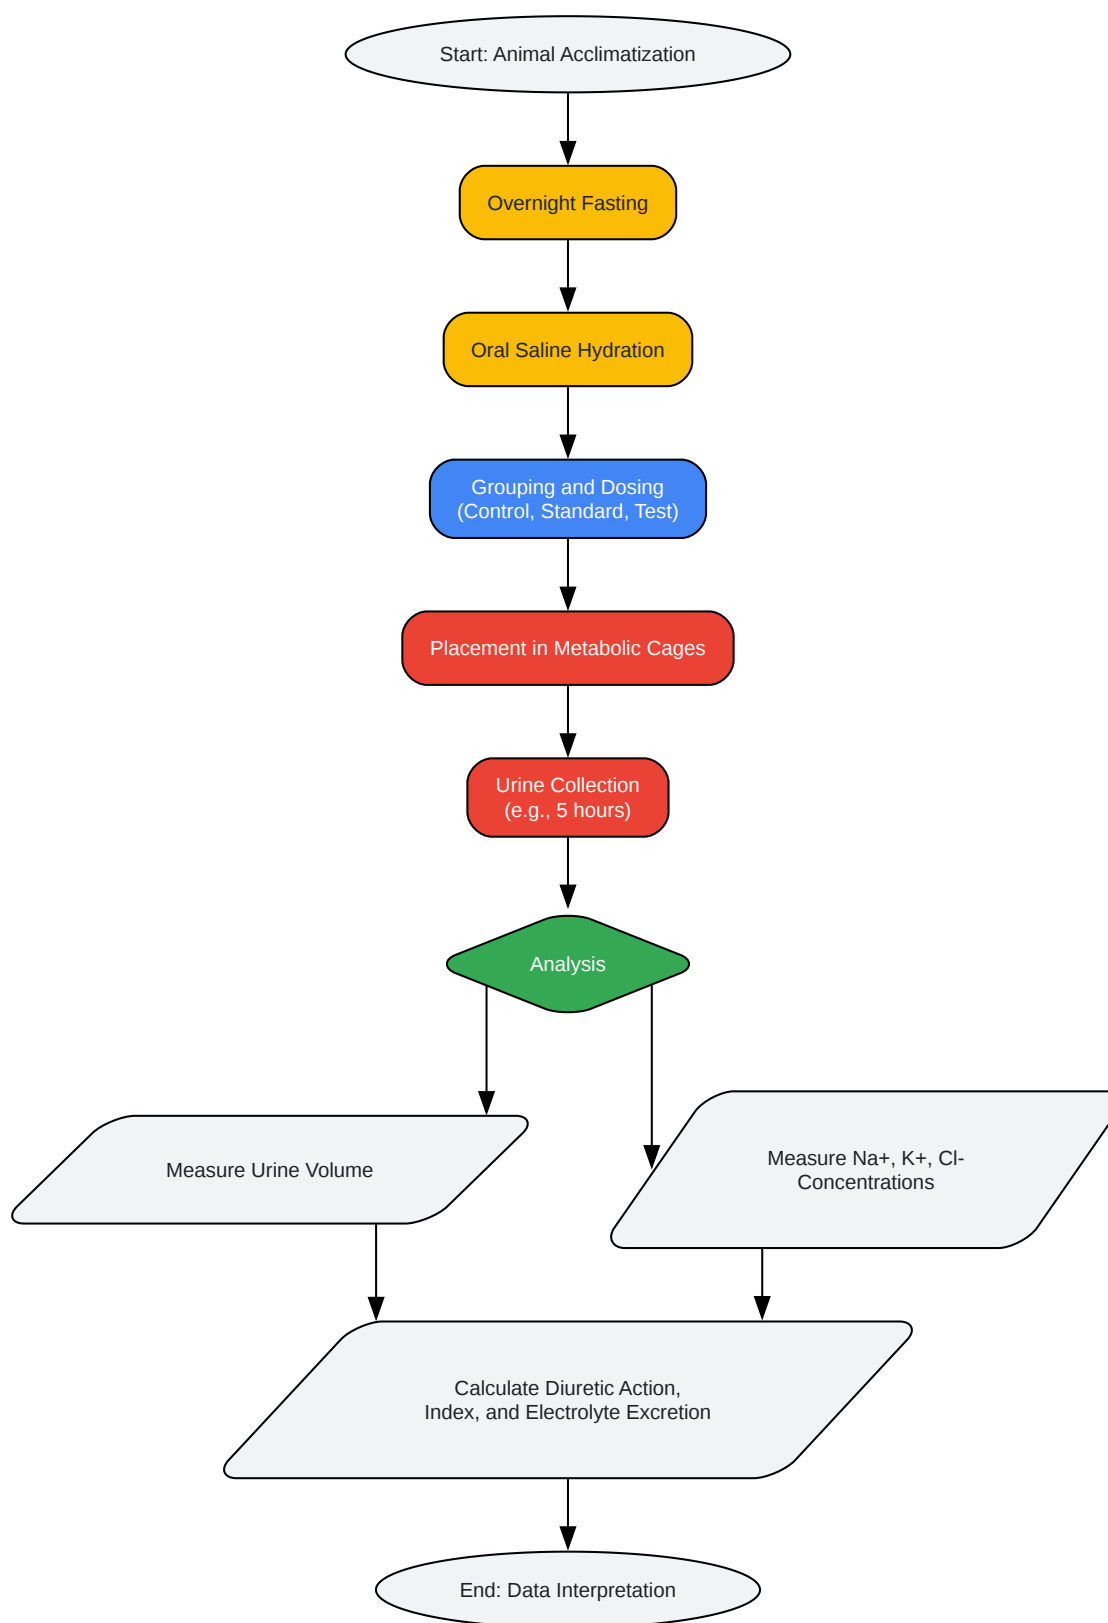 Start: Animal Acclimatization
Overnight Fasting
Oral Saline Hydration
Grouping and Dosing
(Control, Standard, Test)
Placement in Metabolic Cages
Urine Collection
(e.g., 5 hours)
Analysis
Measure Urine Volume
Measure Na+, K+, Cl-
Concentrations
Calculate Diuretic Action,
Index, and Electrolyte Excretion
End: Data Interpretation